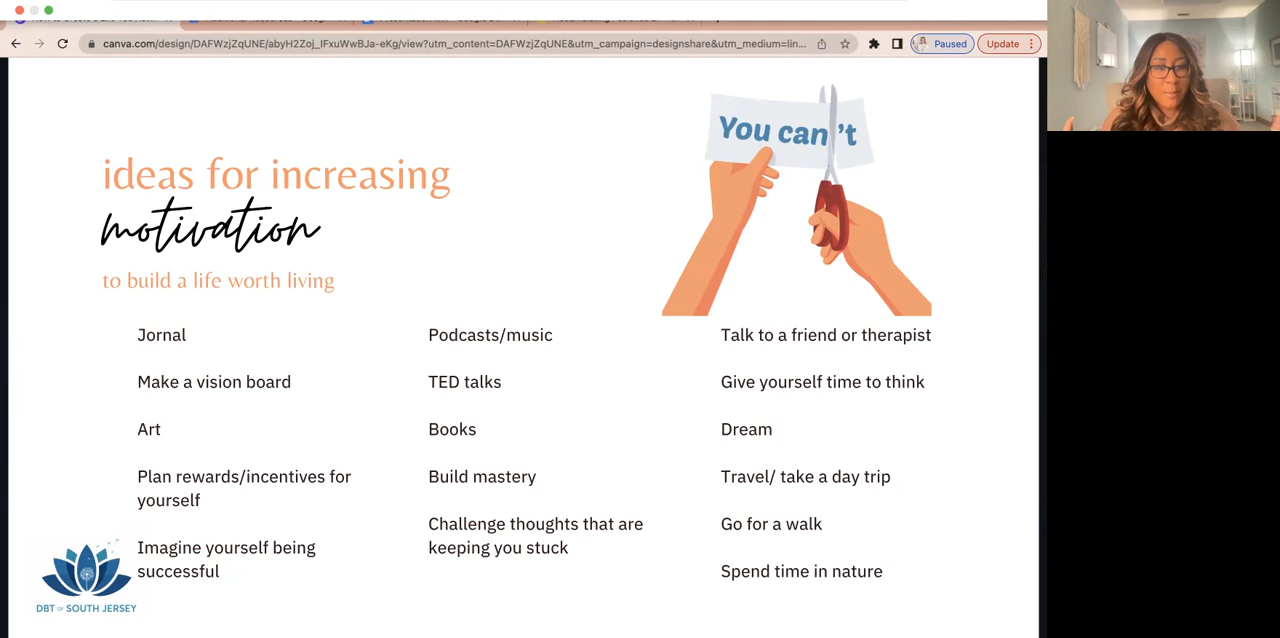 canva.com/design/DAFWzjZqUNE/abyH2Zoj_IFxuWwBJa-eKg/view?utm_content=DAFWzjZqUNE&utm_campaign=designshare&utm_medium=lin...
Paused
Update
You can't
ideas for increasing
motivation
to build a life worth living
Jornal
Make a vision board
Art
Plan rewards/incentives for
yourself
Imagine yourself being
successful
Podcasts/music
TED talks
Books
Build mastery
Challenge thoughts that are
keeping you stuck
Talk to a friend or therapist
Give yourself time to think
Dream
Travel/ take a day trip
Go for a walk
Spend time in nature
DBT OF SOUTH JERSEY